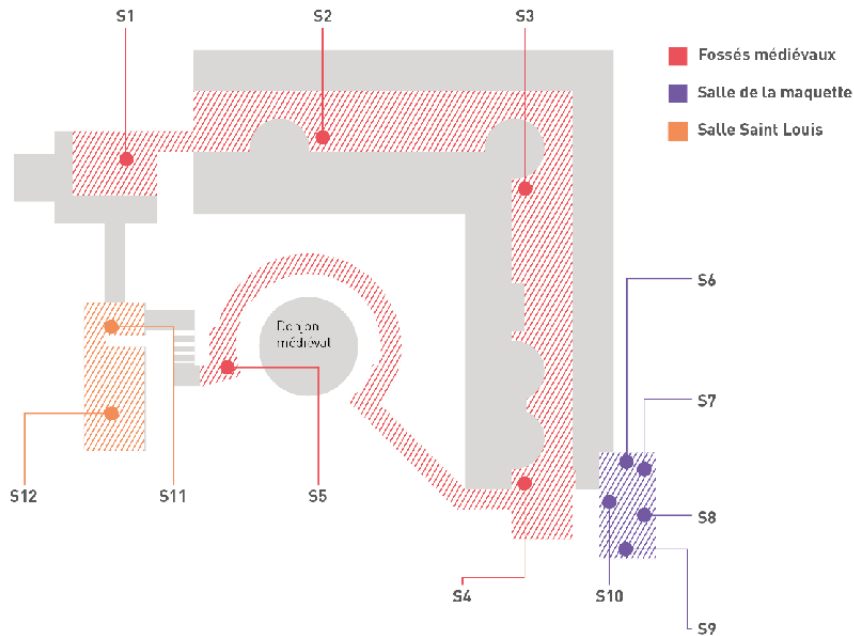 S1
S2
S3
Fossés médiévaux
Salle de la maquette
Salle Saint Louis
S6
Donjon
médiéval
S7
S12
S11
S5
S8
S4
S10
S9